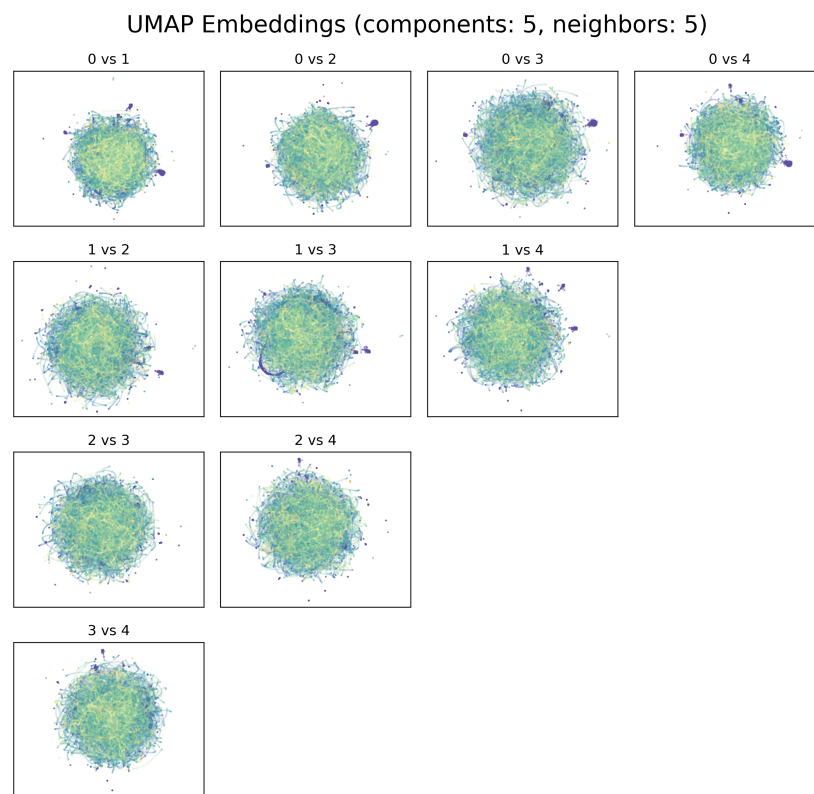 UMAP Embeddings (components: 5, neighbors: 5)
0 vs 1
0 vs 2
0 vs 3
0 vs 4
1 vs 2
1 vs 3
1 vs 4
2 vs 3
2 vs 4
3 vs 4